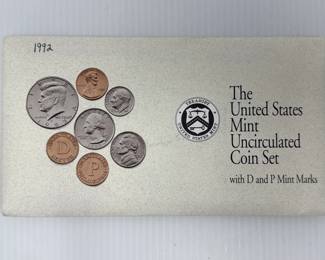 1992
The
United States
Mint
Uncirculated
Coin Set
with D and P Mint Marks
D
P